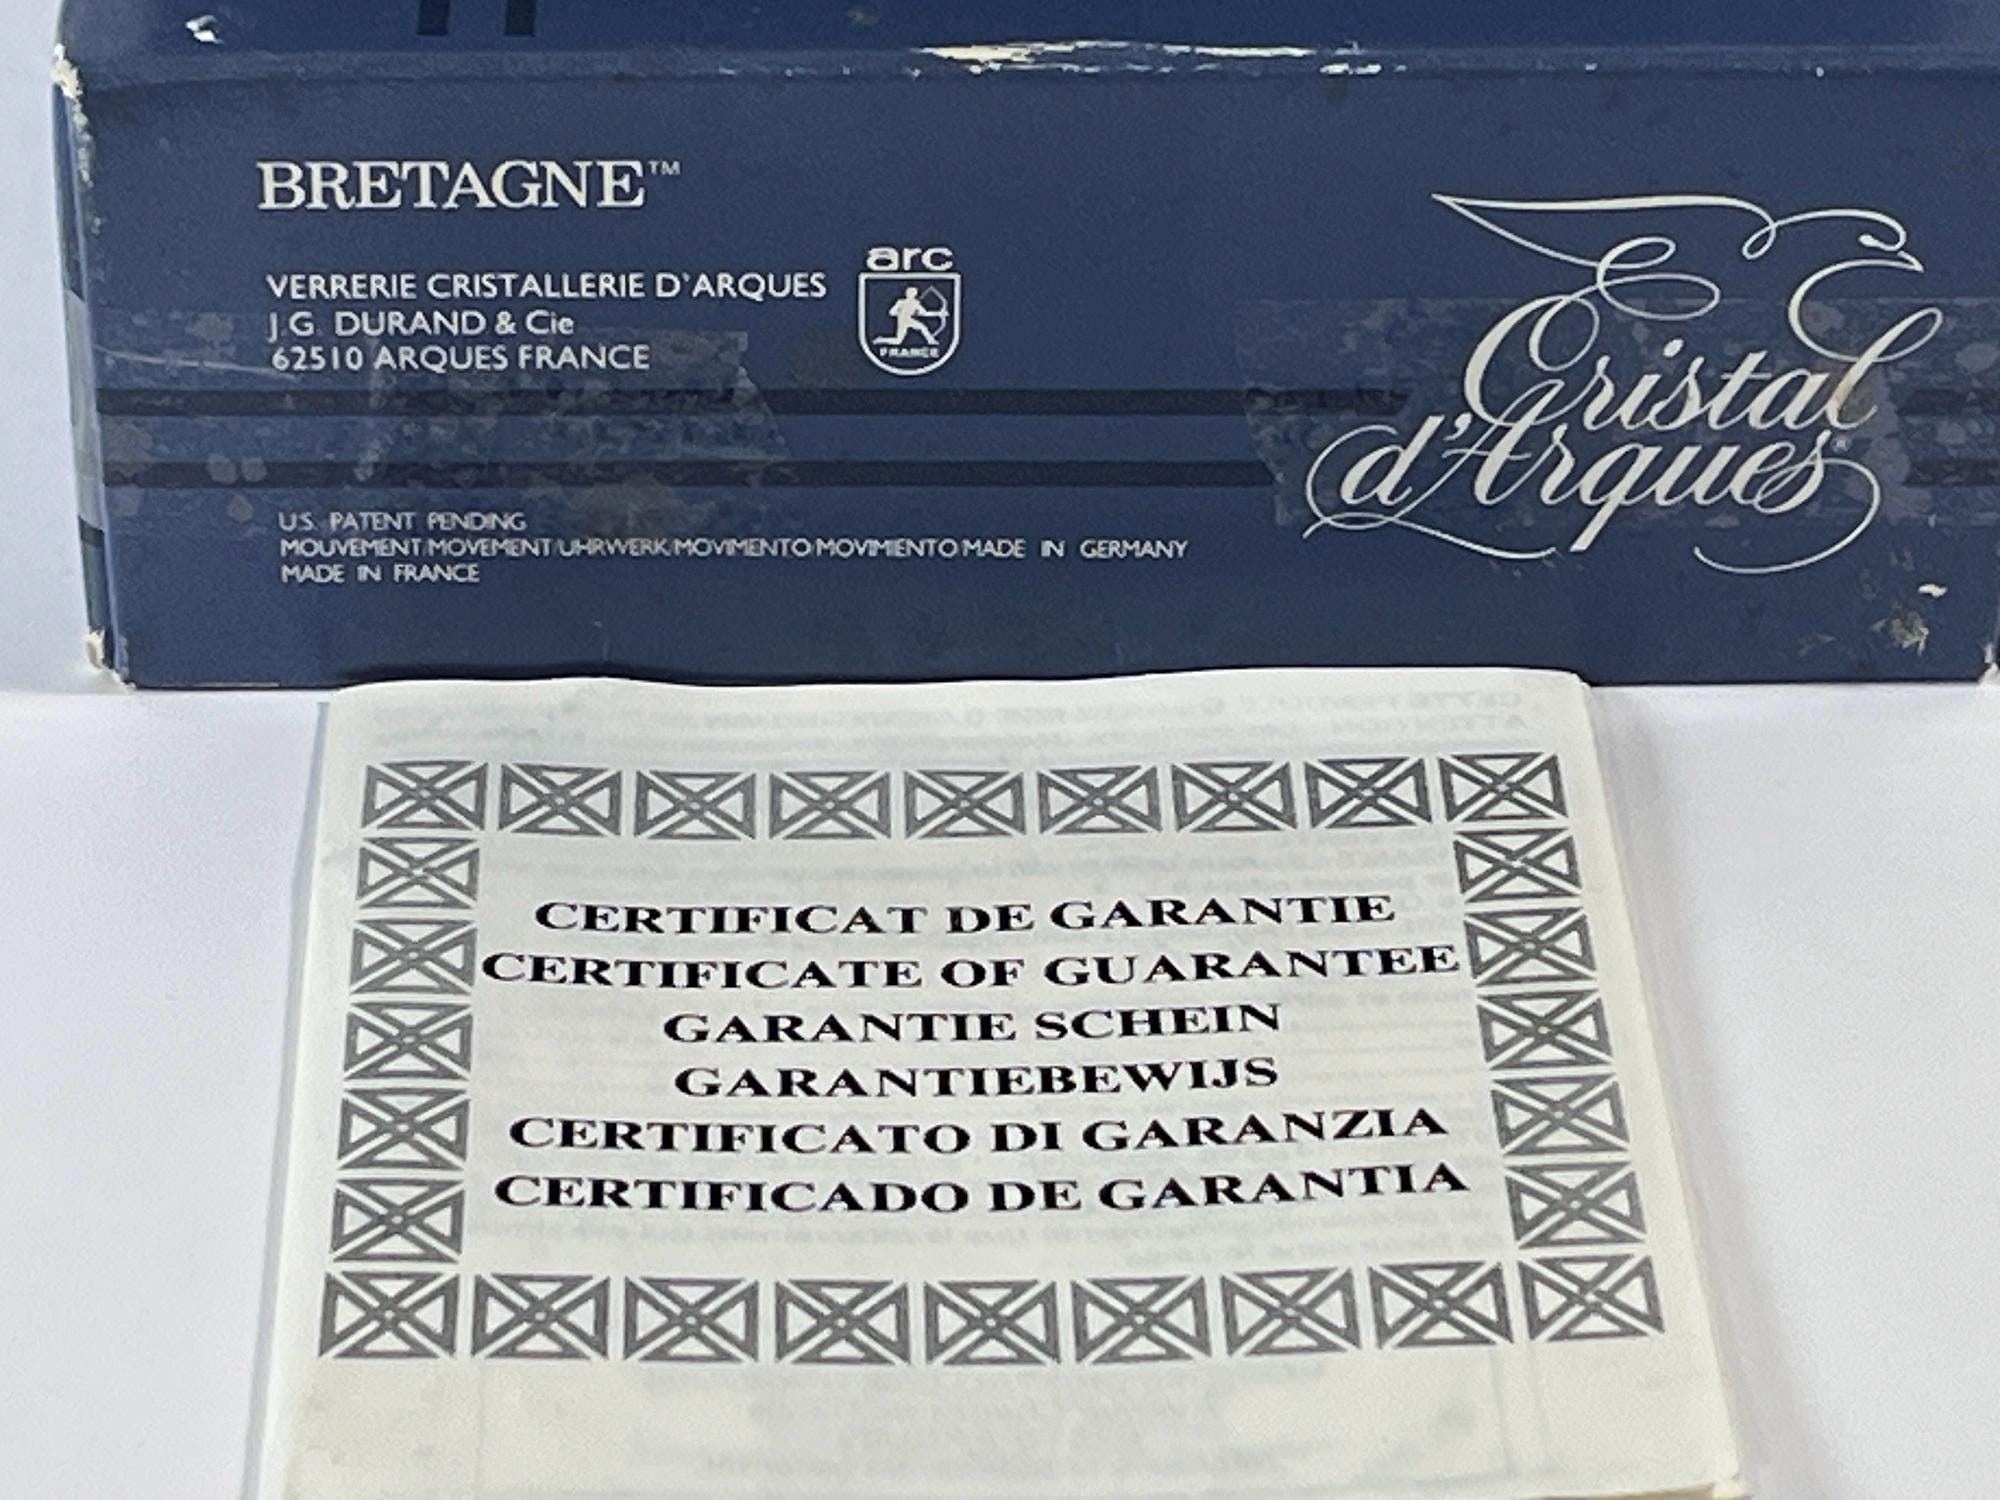 BRETAGNE™
VERRERIE CRISTALLERIE D'ARQUES
J.G. DURAND & Cie
62510 ARQUES FRANCE
arc
FRANCE
Cristal
d'Arques®
U.S. PATENT PENDING
MOUVEMENT/MOVEMENT/UHRWERK/MOVIMENTO/MOVIMIENTO MADE IN GERMANY
MADE IN FRANCE
CERTIFICAT DE GARANTIE
CERTIFICATE OF GUARANTEE
GARANTIE SCHEIN
GARANTIEBEWIJS
CERTIFICATO DI GARANZIA
CERTIFICADO DE GARANTIA